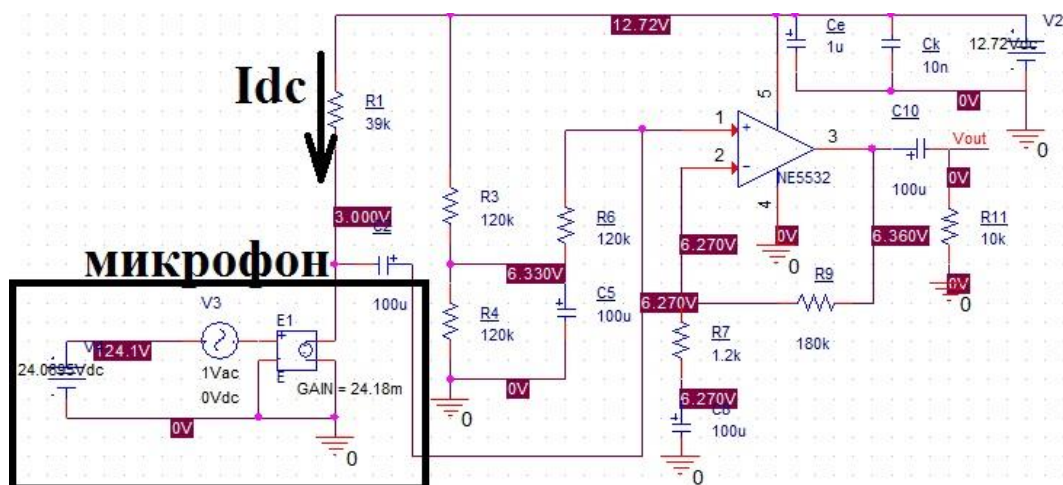 12.72V
Ce
1u
Ck
10n
V2
12.72Vdc
Idc
R1
39k
5
0V
C10
0
1
+
3
Vout
2
-
NE5532
100u
0V
R3
120k
R6
120k
4
0V
R11
10k
3.000V
6.270V
6.360V
0
0V
0
микрофон
6.330V
R9
100u
C5
100u
6.270V
180k
V3
E1
R4
120k
R7
1.2k
124.1V
24.0895Vdc
1Vac
0Vdc
E
GAIN = 24.18m
0V
6.270V
100u
0V
0
0
0